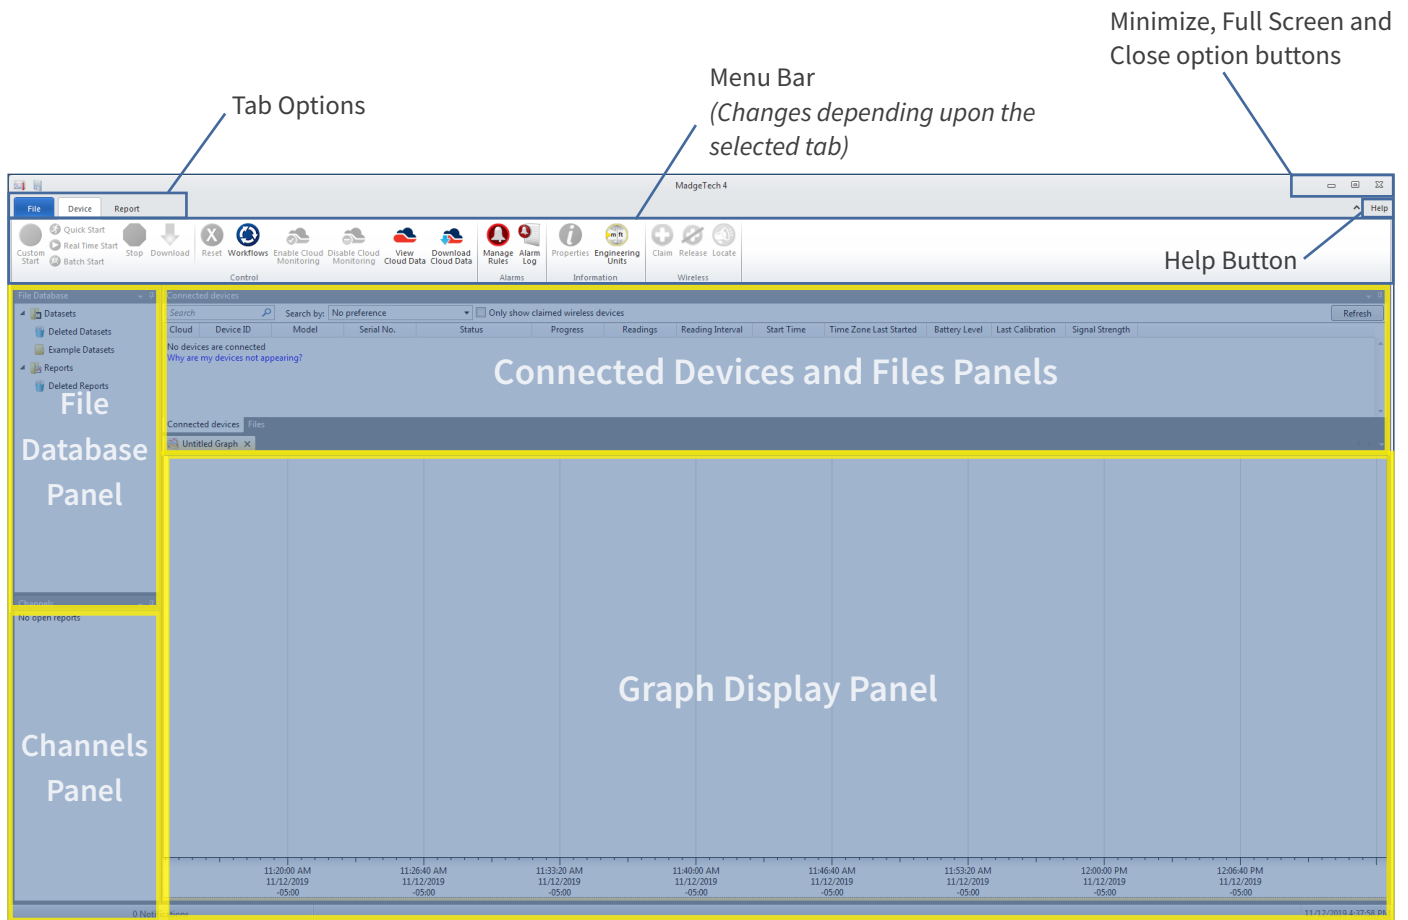 Minimize, Full Screen and
Close option buttons
Menu Bar
(Changes depending upon the
selected tab)
Tab Options
MadgeTech 4
File Device Report Help
Custom Start
Quick Start
Real Time Start
Batch Start
Stop Download Reset Workflows
Enable Cloud Monitoring
Disable Cloud Monitoring
View Cloud Data
Download Cloud Data
Manage Rules
Alarm Log
Properties
Engineering Units
Claim Release Locate
Control Alarms Information Wireless
Help Button
File Database
Datasets
Deleted Datasets
Example Datasets
Reports
Deleted Reports
File
Database
Panel
Connected devices
Search Search by: No preference Only show claimed wireless devices Refresh
Cloud Device ID Model Serial No. Status Progress Readings Reading Interval Start Time Time Zone Last Started Battery Level Last Calibration Signal Strength
No devices are connected
Why are my devices not appearing?
Connected Devices and Files Panels
Connected devices Files
Untitled Graph
Channels
No open reports
Channels
Panel
Graph Display Panel
11:20:00 AM 11:26:40 AM 11:33:20 AM 11:40:00 AM 11:46:40 AM 11:53:20 AM 12:00:00 PM 12:06:40 PM
11/12/2019 11/12/2019 11/12/2019 11/12/2019 11/12/2019 11/12/2019 11/12/2019 11/12/2019
-05:00 -05:00 -05:00 -05:00 -05:00 -05:00 -05:00 -05:00
0 Notifications
11/12/2019 4:37:58 PM